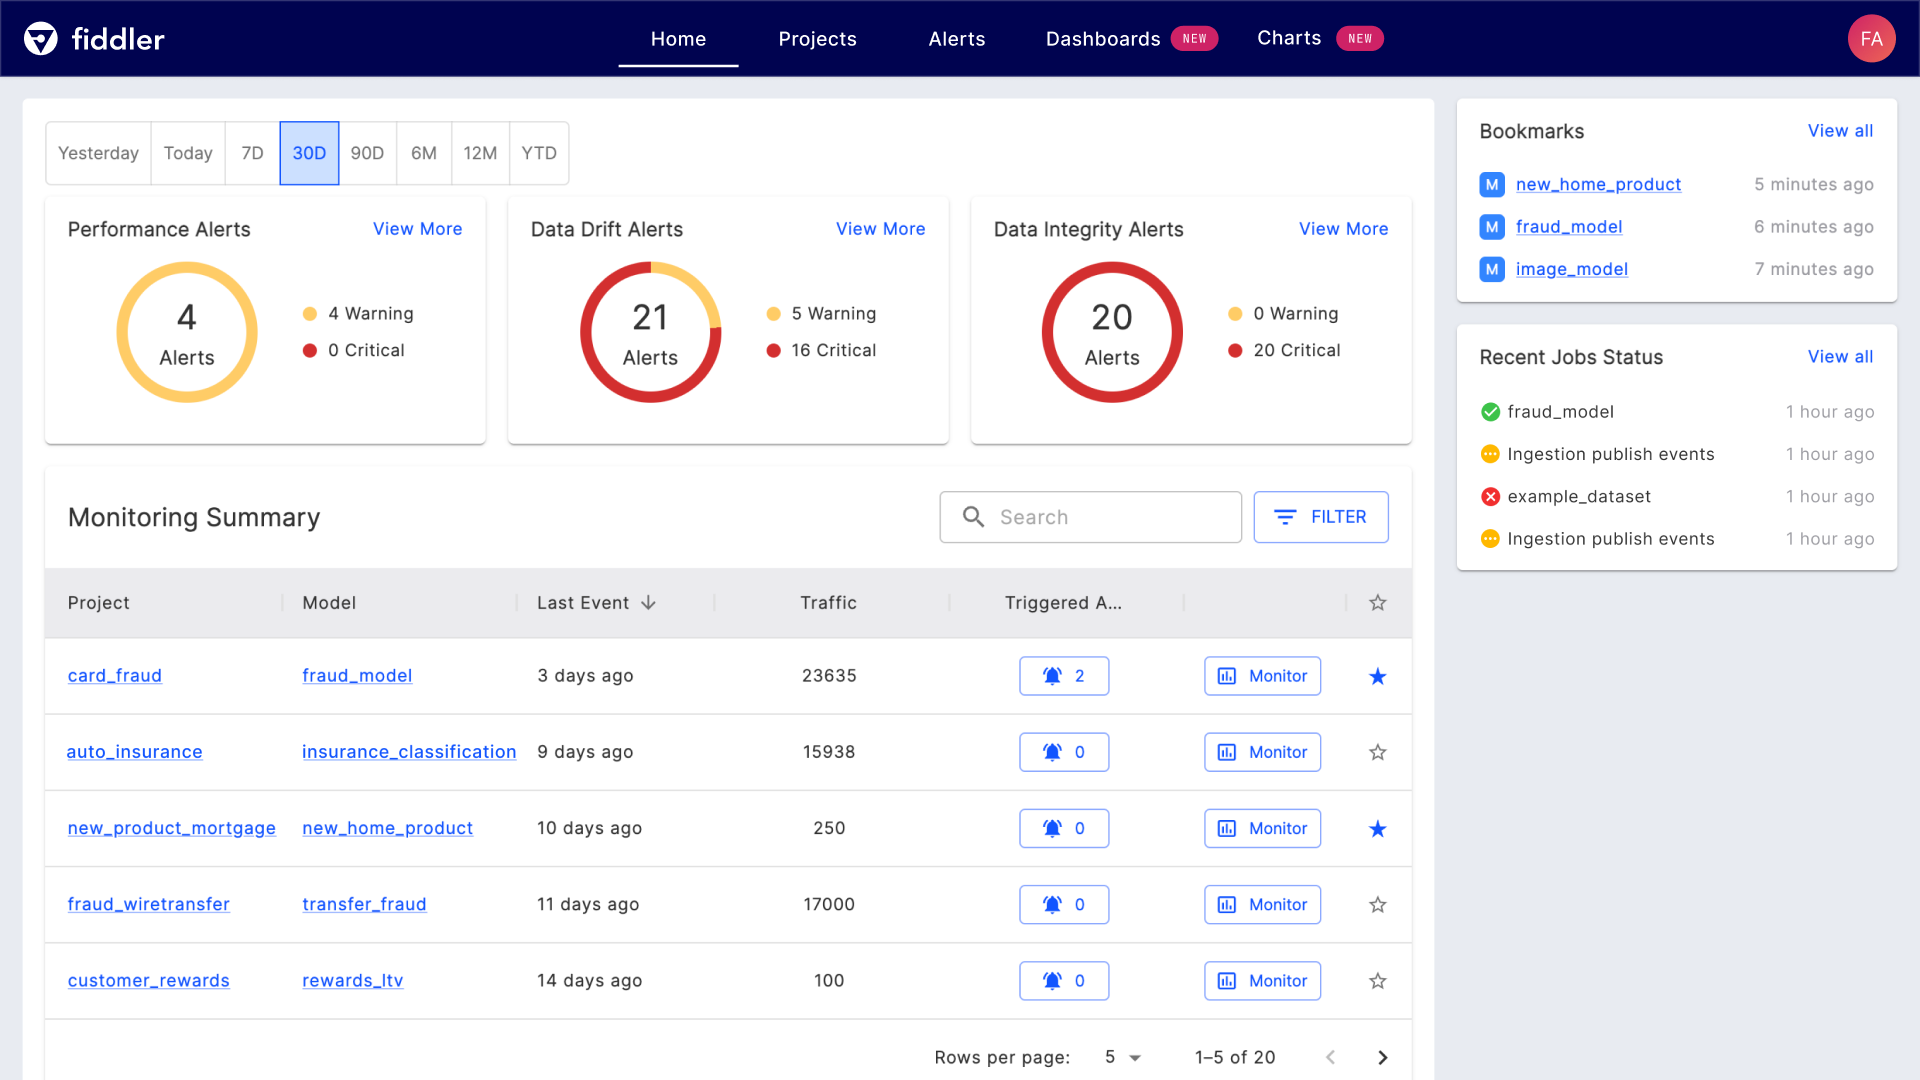 fiddler
Home Projects Alerts Dashboards NEW Charts NEW
FA
Yesterday Today 7D 30D 90D 6M 12M YTD
Performance Alerts View More
4
Alerts
4 Warning
0 Critical
Data Drift Alerts View More
21
Alerts
5 Warning
16 Critical
Data Integrity Alerts View More
20
Alerts
0 Warning
20 Critical
Monitoring Summary
Search
FILTER
Project Model Last Event Traffic Triggered A...
card_fraud fraud_model 3 days ago 23635 2 Monitor
auto_insurance insurance_classification 9 days ago 15938 0 Monitor
new_product_mortgage new_home_product 10 days ago 250 0 Monitor
fraud_wiretransfer transfer_fraud 11 days ago 17000 0 Monitor
customer_rewards rewards_ltv 14 days ago 100 0 Monitor
Rows per page: 5 1–5 of 20
Bookmarks View all
M new_home_product 5 minutes ago
M fraud_model 6 minutes ago
M image_model 7 minutes ago
Recent Jobs Status View all
fraud_model 1 hour ago
Ingestion publish events 1 hour ago
example_dataset 1 hour ago
Ingestion publish events 1 hour ago